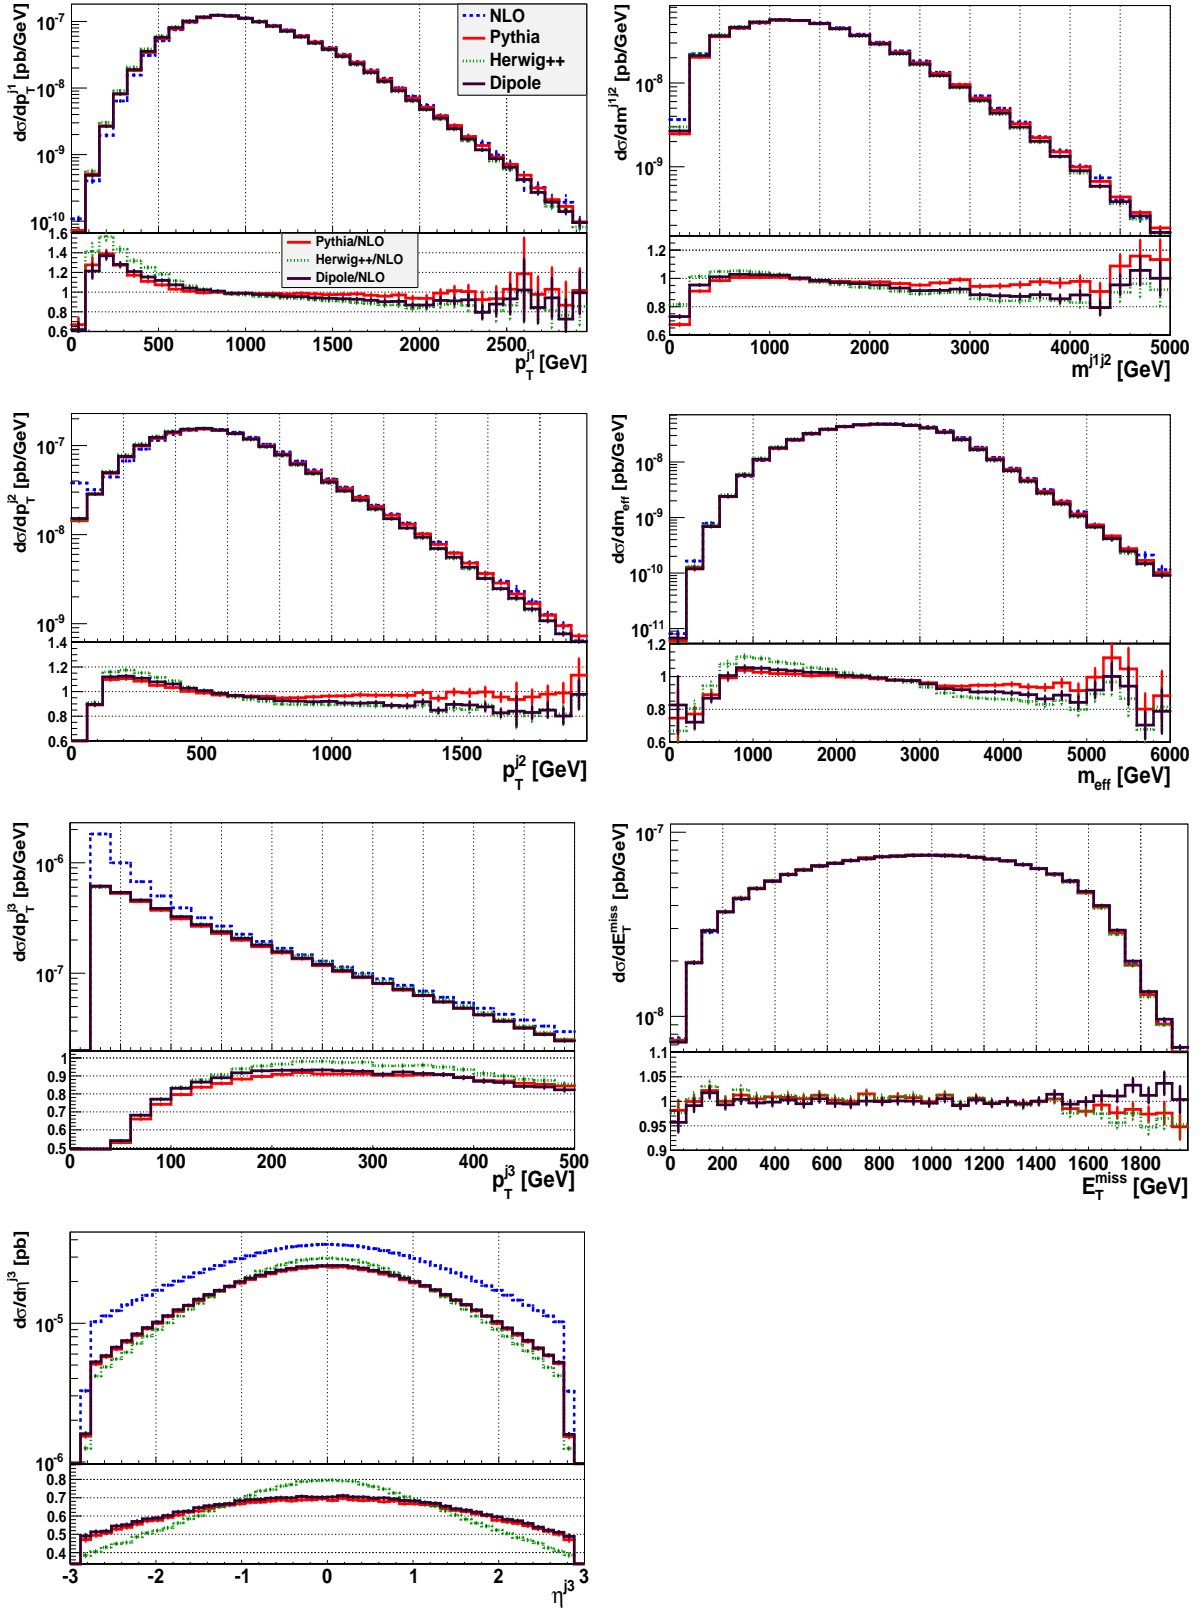 dσ/dp_T^{j1} [pb/GeV]
10^{-7}
10^{-8}
10^{-9}
10^{-10}
NLO
Pythia
Herwig++
Dipole
1.6
1.4
1.2
1
0.8
0.6
Pythia/NLO
Herwig++/NLO
Dipole/NLO
0 500 1000 1500 2000 2500
p_T^{j1} [GeV]
dσ/dm^{j1j2} [pb/GeV]
10^{-8}
10^{-9}
1.2
1
0.8
0.6
0 1000 2000 3000 4000 5000
m^{j1j2} [GeV]
dσ/dp_T^{j2} [pb/GeV]
10^{-7}
10^{-8}
10^{-9}
1.4
1.2
1
0.8
0.6
0 500 1000 1500
p_T^{j2} [GeV]
dσ/dm_{eff} [pb/GeV]
10^{-8}
10^{-9}
10^{-10}
10^{-11}
1.2
1
0.8
0.6
0 1000 2000 3000 4000 5000 6000
m_{eff} [GeV]
dσ/dp_T^{j3} [pb/GeV]
10^{-6}
10^{-7}
1
0.9
0.8
0.7
0.6
0.5
0 100 200 300 400 500
p_T^{j3} [GeV]
dσ/dE_T^{miss} [pb/GeV]
10^{-7}
10^{-8}
1.1
1.05
1
0.95
0.9
0 200 400 600 800 1000 1200 1400 1600 1800
E_T^{miss} [GeV]
dσ/dη^{j3} [pb]
10^{-5}
10^{-6}
0.8
0.7
0.6
0.5
0.4
-3 -2 -1 0 1 2 3
η^{j3}